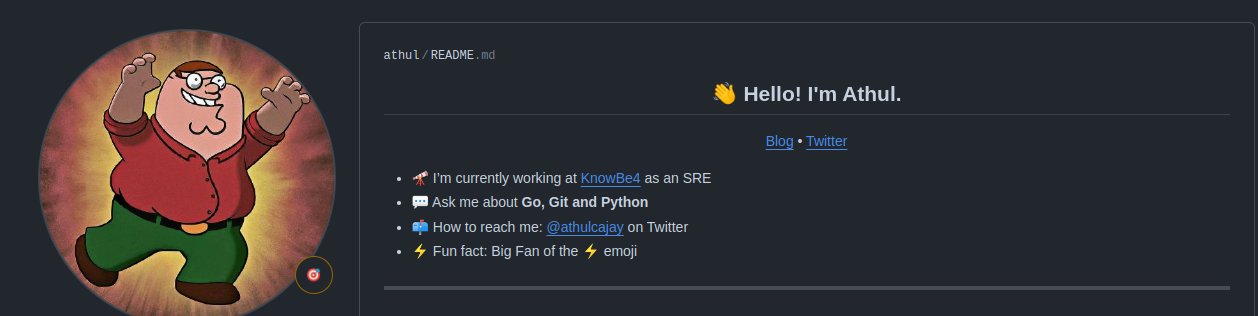 athul/README.md
👋 Hello! I'm Athul.
Blog • Twitter
• 🔭 I’m currently working at KnowBe4 as an SRE
• 💬 Ask me about Go, Git and Python
• 📫 How to reach me: @athulcajay on Twitter
• ⚡ Fun fact: Big Fan of the ⚡ emoji